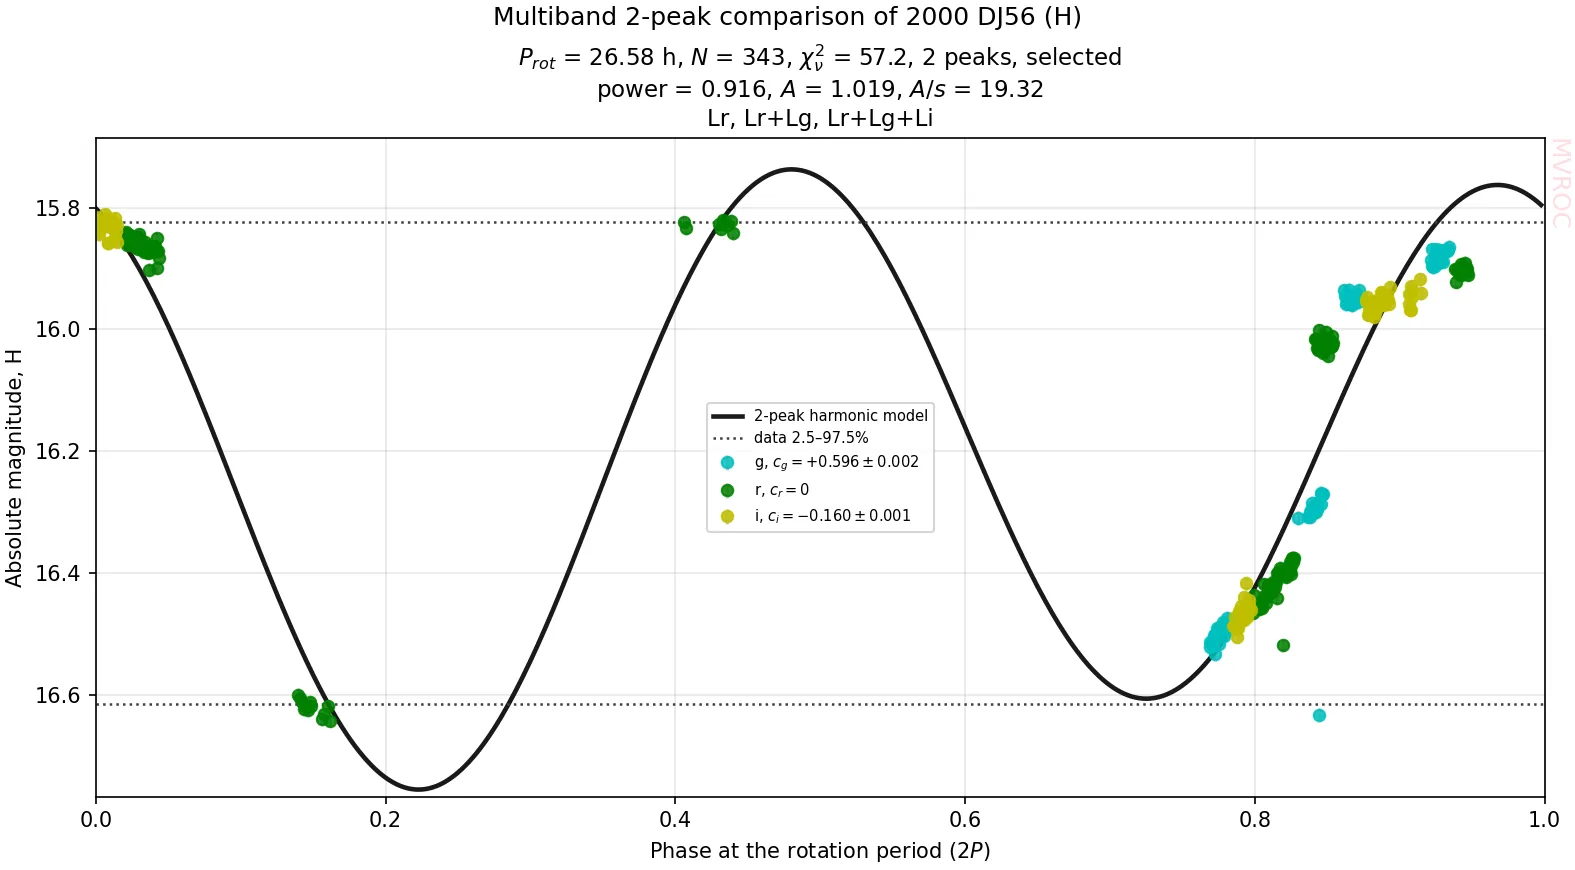 Multiband 2-peak comparison of 2000 DJ56 (H)
P_rot = 26.58 h, N = 343, χ²_ν = 57.2, 2 peaks, selected
power = 0.916, A = 1.019, A/s = 19.32
Lr, Lr+Lg, Lr+Lg+Li
MVROC
Absolute magnitude, H
15.8
16.0
16.2
16.4
16.6
2-peak harmonic model
data 2.5–97.5%
g, c_g = +0.596 ± 0.002
r, c_r = 0
i, c_i = −0.160 ± 0.001
0.0 0.2 0.4 0.6 0.8 1.0
Phase at the rotation period (2P)